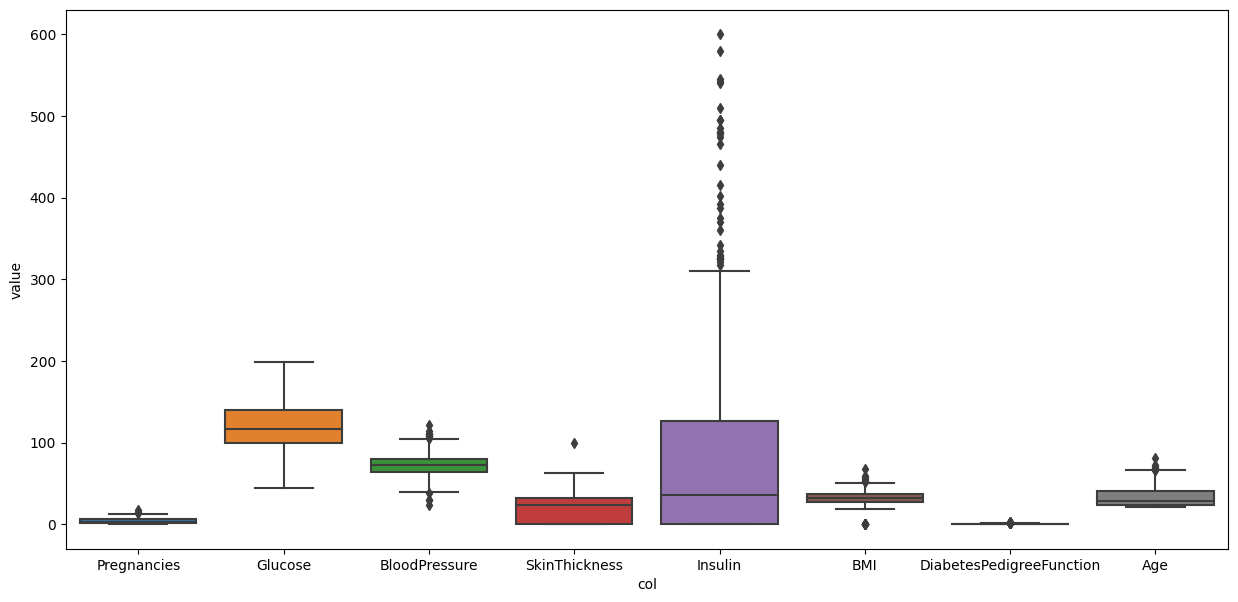 600
500
400
300
200
100
0
value
Pregnancies Glucose BloodPressure SkinThickness Insulin BMI DiabetesPedigreeFunction Age
col